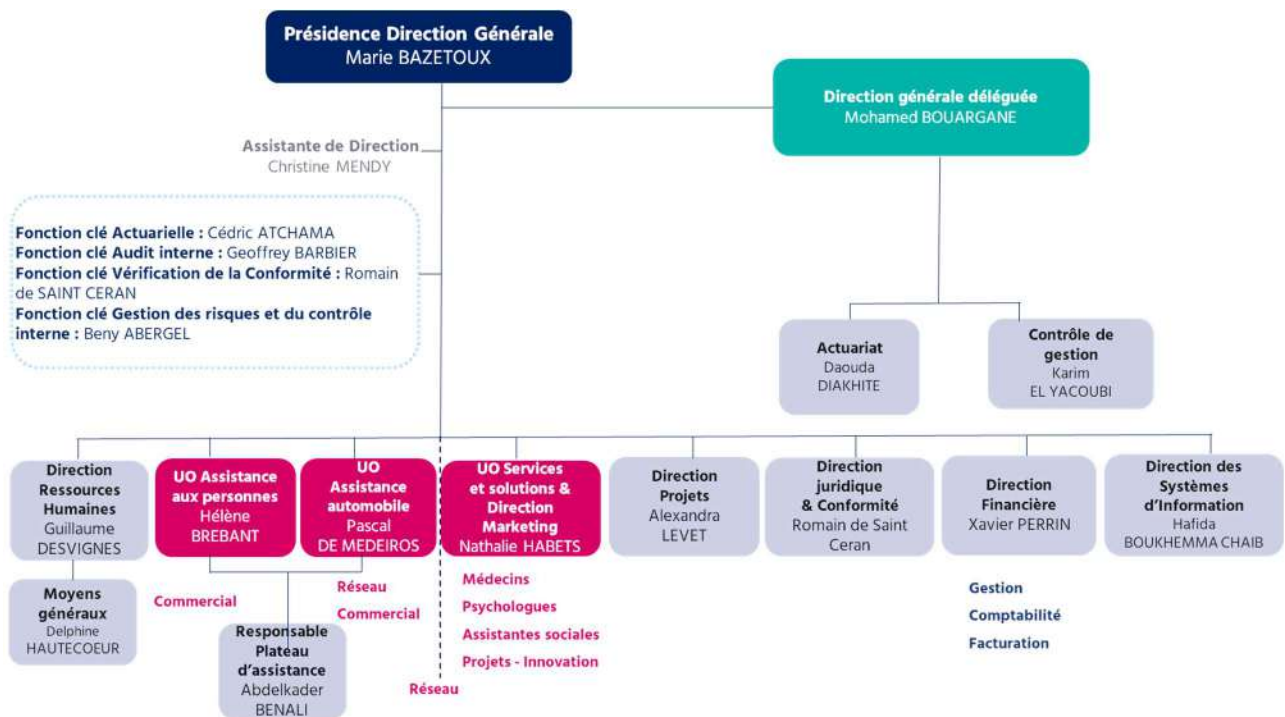 Présidence Direction Générale
Marie BAZETOUX
Direction générale déléguée
Mohamed BOUARGANE
Assistante de Direction
Christine MENDY
Fonction clé Actuarielle : Cédric ATCHAMA
Fonction clé Audit interne : Geoffrey BARBIER
Fonction clé Vérification de la Conformité : Romain
de SAINT CERAN
Fonction clé Gestion des risques et du contrôle
interne : Beny ABERGEL
Actuariat
Daouda
DIAKHITE
Contrôle de
gestion
Karim
EL YACOUBI
Direction
Ressources
Humaines
Guillaume
DESVIGNES
UO Assistance
aux personnes
Hélène
BREBANT
UO
Assistance
automobile
Pascal
DE MEDEIROS
UO Services
et solutions &
Direction
Marketing
Nathalie HABETS
Direction
Projets
Alexandra
LEVET
Direction
juridique
& Conformité
Romain de Saint
Ceran
Direction
Financière
Xavier PERRIN
Direction des
Systèmes
d'Information
Hafida
BOUKHEMMA CHAIB
Moyens
généraux
Delphine
HAUTECOEUR
Commercial
Réseau
Commercial
Responsable
Plateau
d'assistance
Abdelkader
BENALI
Réseau
Médecins
Psychologues
Assistantes sociales
Projets - Innovation
Gestion
Comptabilité
Facturation